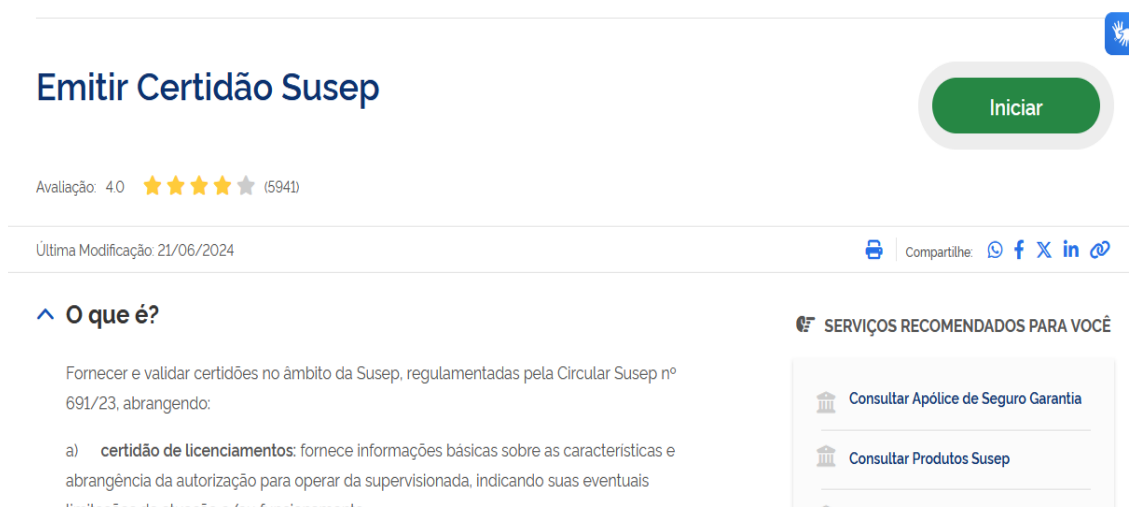 Emitir Certidão Susep
Iniciar
Avaliação: 4.0 (5941)
Última Modificação: 21/06/2024
Compartilhe:
O que é?
Fornecer e validar certidões no âmbito da Susep, regulamentadas pela Circular Susep nº
691/23, abrangendo:
a) certidão de licenciamentos: fornece informações básicas sobre as características e
abrangência da autorização para operar da supervisionada, indicando suas eventuais
SERVIÇOS RECOMENDADOS PARA VOCÊ
Consultar Apólice de Seguro Garantia
Consultar Produtos Susep